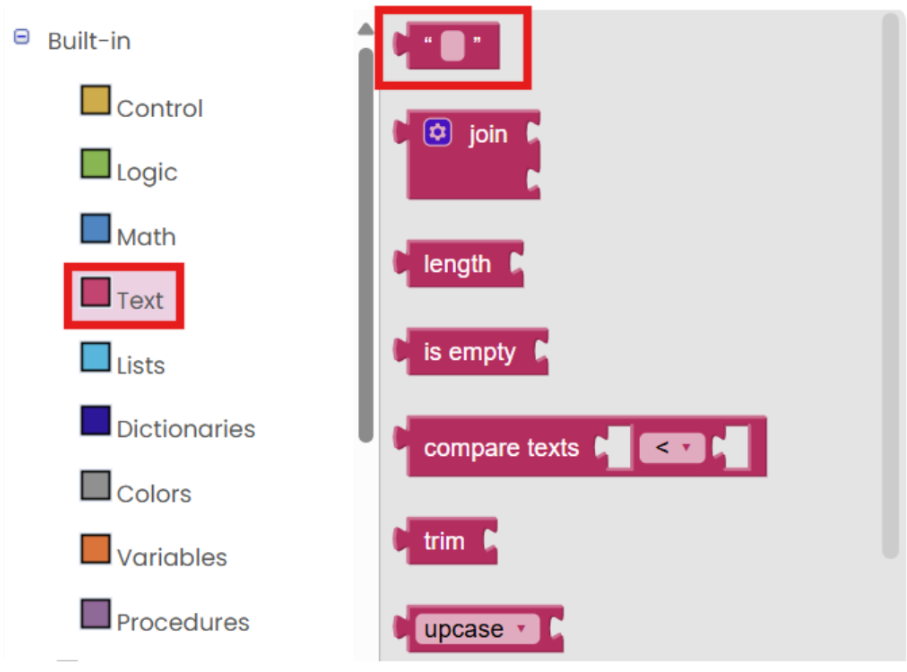 Built-in
Control
Logic
Math
Text
Lists
Dictionaries
Colors
Variables
Procedures
“ ”
join
length
is empty
compare texts <
trim
upcase